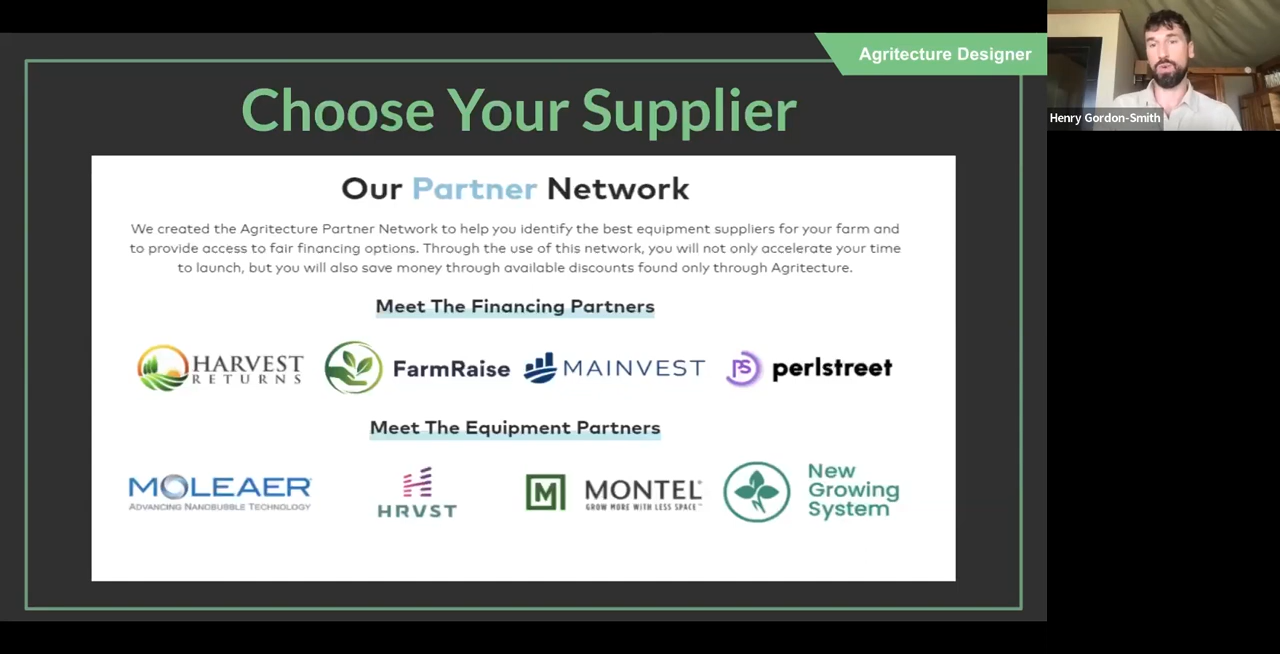 Agritecture Designer
Henry Gordon-Smith
Choose Your Supplier
Our Partner Network
We created the Agritecture Partner Network to help you identify the best equipment suppliers for your farm and
to provide access to fair financing options. Through the use of this network, you will not only accelerate your time
to launch, but you will also save money through available discounts found only through Agritecture.
Meet The Financing Partners
HARVEST
RETURNS
FarmRaise
MAINVEST
ps
perlstreet
Meet The Equipment Partners
MOLEAER
ADVANCING NANOBUBBLE TECHNOLOGY
HRVST
M
MONTEL®
GROW MORE WITH LESS SPACE™
New
Growing
System